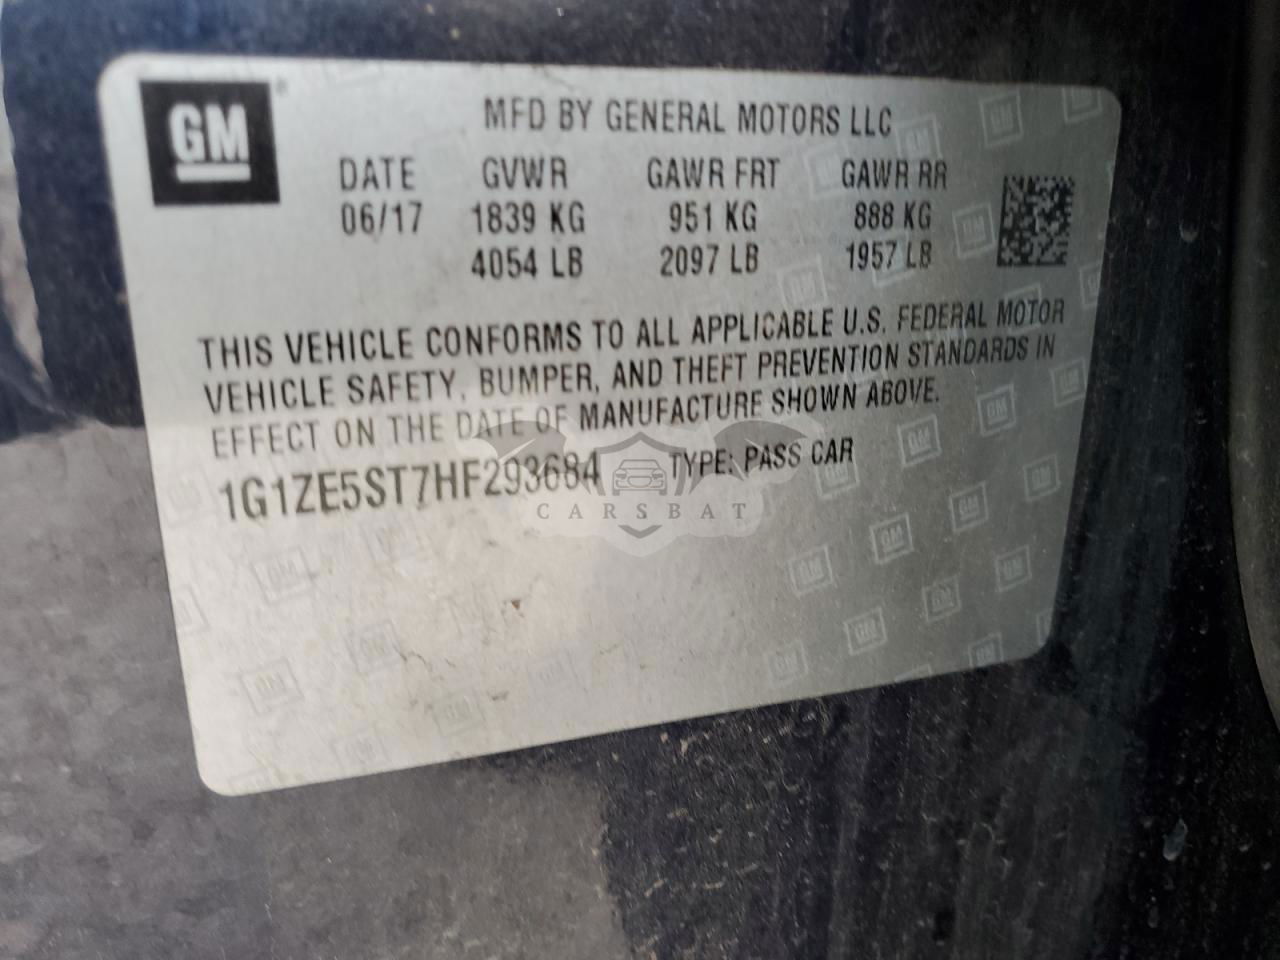 GM
MFD BY GENERAL MOTORS LLC
DATE GVWR GAWR FRT GAWR RR
06/17 1839 KG 951 KG 888 KG
4054 LB 2097 LB 1957 LB
THIS VEHICLE CONFORMS TO ALL APPLICABLE U.S. FEDERAL MOTOR
VEHICLE SAFETY, BUMPER, AND THEFT PREVENTION STANDARDS IN
EFFECT ON THE DATE OF MANUFACTURE SHOWN ABOVE.
1G1ZE5ST7HF293684 TYPE: PASS CAR
CARSBAT